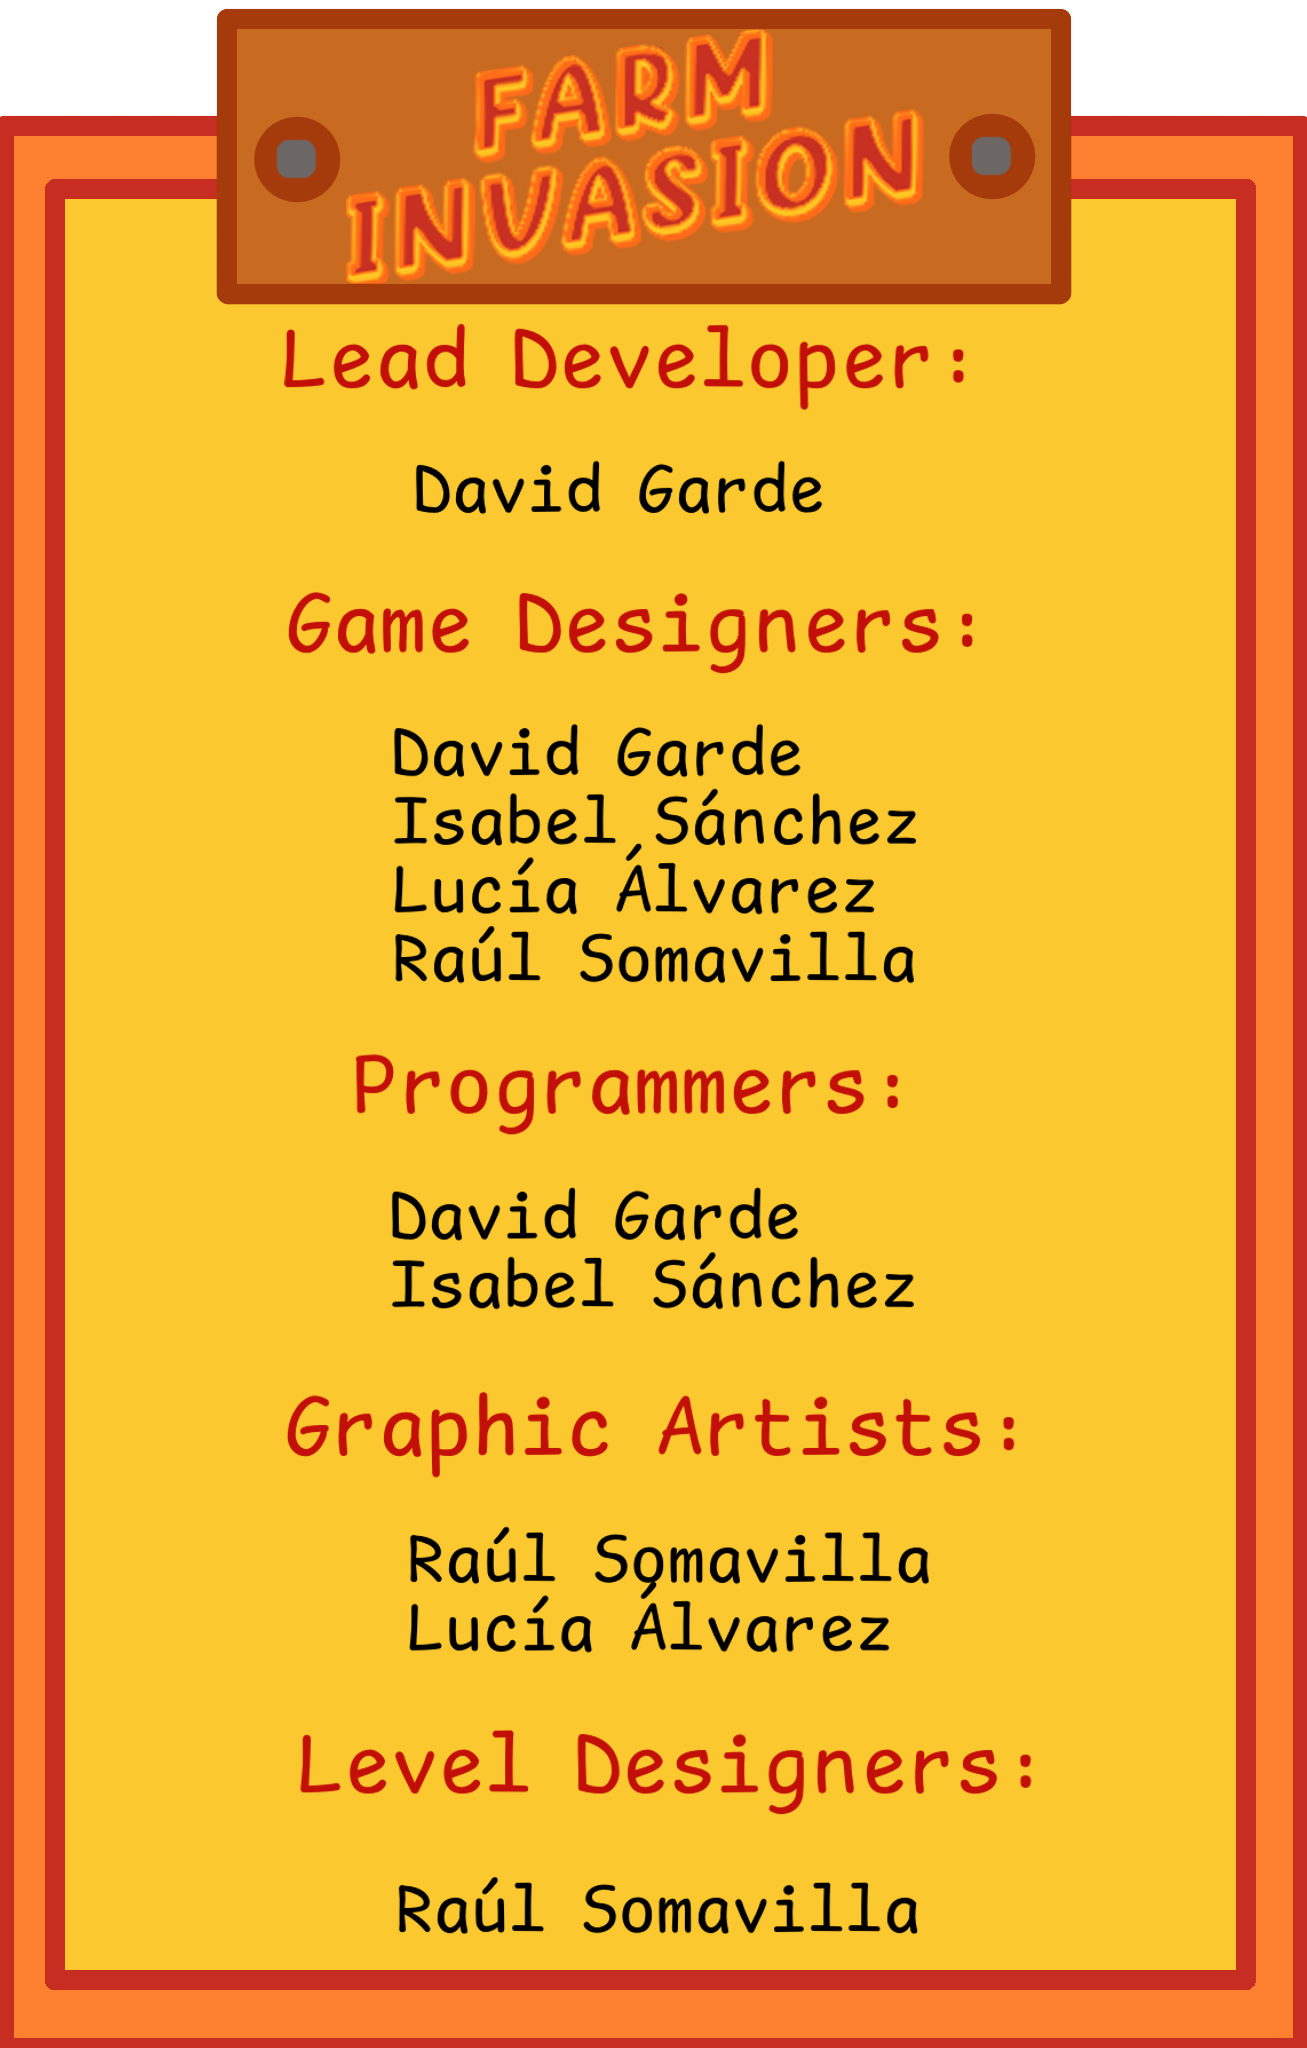 FARM
INVASION
Lead Developer:
David Garde
Game Designers:
David Garde
Isabel Sánchez
Lucía Álvarez
Raúl Somavilla
Programmers:
David Garde
Isabel Sánchez
Graphic Artists:
Raúl Somavilla
Lucía Álvarez
Level Designers:
Raúl Somavilla